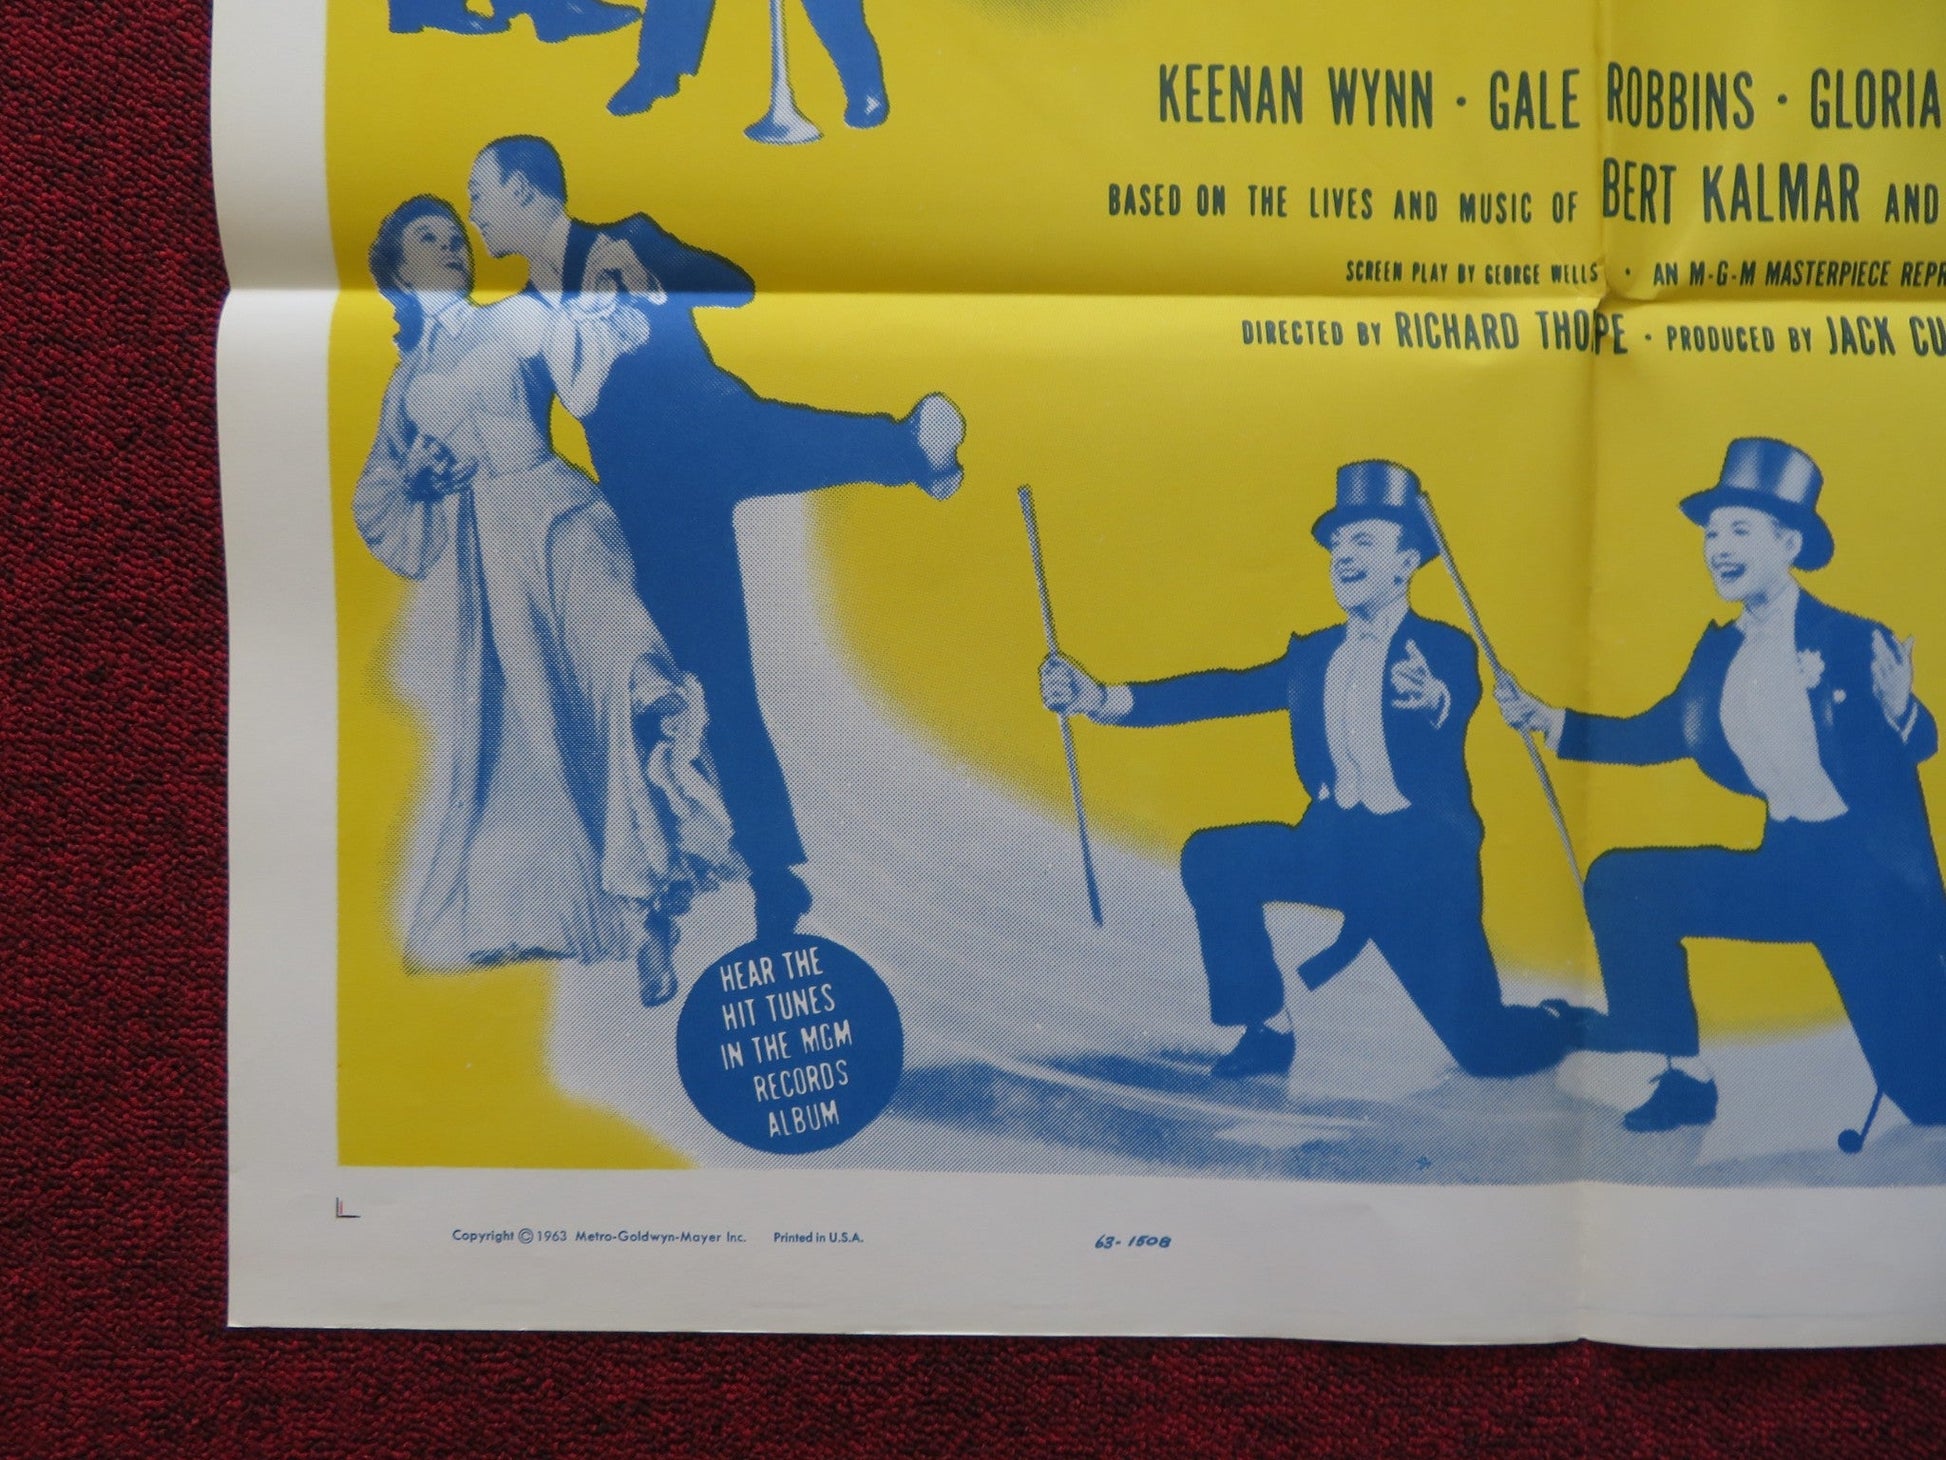 KEENAN WYNN · GALE ROBBINS · GLORIA
BASED ON THE LIVES AND MUSIC OF BERT KALMAR AND
SCREEN PLAY BY GEORGE WELLS · AN M-G-M MASTERPIECE REPR
DIRECTED BY RICHARD THORPE · PRODUCED BY JACK CU
HEAR THE
HIT TUNES
IN THE MGM
RECORDS
ALBUM
Copyright © 1963 Metro-Goldwyn-Mayer Inc. Printed in U.S.A.
63-1508